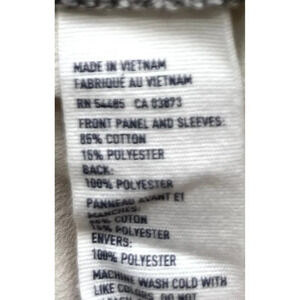 MADE IN VIETNAM
FABRIQUÉ AU VIETNAM
RN 54485 CA 03873
FRONT PANEL AND SLEEVES:
85% COTTON
15% POLYESTER
BACK:
100% POLYESTER
PANNEAU AVANT ET
MANCHES:
COTON
15% POLYESTER
ENVERS:
100% POLYESTER
MACHINE WASH COLD WITH
LIKE COLORS. DO NOT